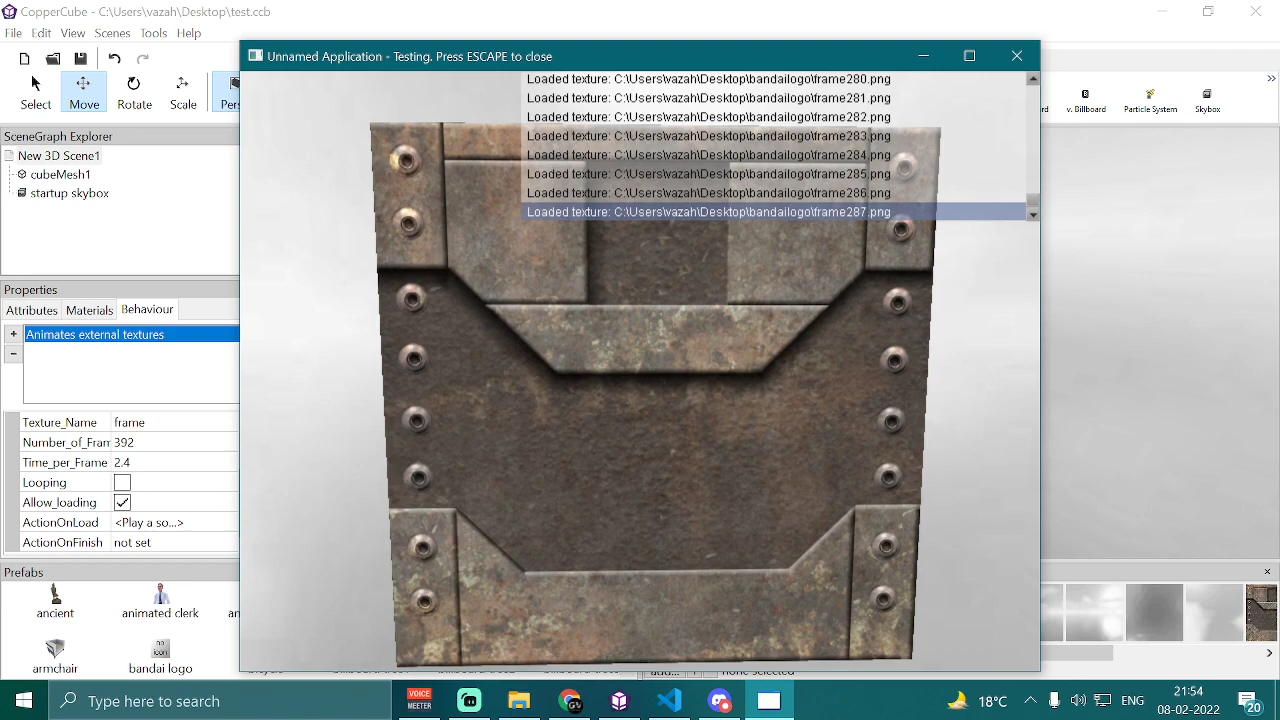 CopperCube - C:\Users\vazah\Desktop\test.ccb
File Edit View Scenes Tools Help
Unnamed Application - Testing. Press ESCAPE to close
Select Move Rotate Scale Pers
v. Billboard Particle System Skybox
SceneGraph Explorer
New 3D Scene1
cubeMesh1
startup skybox
Loaded texture: C:\Users\vazah\Desktop\bandailogo\frame280.png
Loaded texture: C:\Users\vazah\Desktop\bandailogo\frame281.png
Loaded texture: C:\Users\vazah\Desktop\bandailogo\frame282.png
Loaded texture: C:\Users\vazah\Desktop\bandailogo\frame283.png
Loaded texture: C:\Users\vazah\Desktop\bandailogo\frame284.png
Loaded texture: C:\Users\vazah\Desktop\bandailogo\frame285.png
Loaded texture: C:\Users\vazah\Desktop\bandailogo\frame286.png
Loaded texture: C:\Users\vazah\Desktop\bandailogo\frame287.png
Properties
Attributes Materials Behaviour
Animates external textures
Texture_Name frame
Number_of_Fram 392
Time_per_Frame 2.4
Looping
Allow_loading
ActionOnLoad <Play a so...>
ActionOnFinish not set
Prefabs
ancient animated clerk an
icon
armchair bandai logo
Type here to search
VOICE
MEETER
GV
18°C
21:54
08-02-2022
20